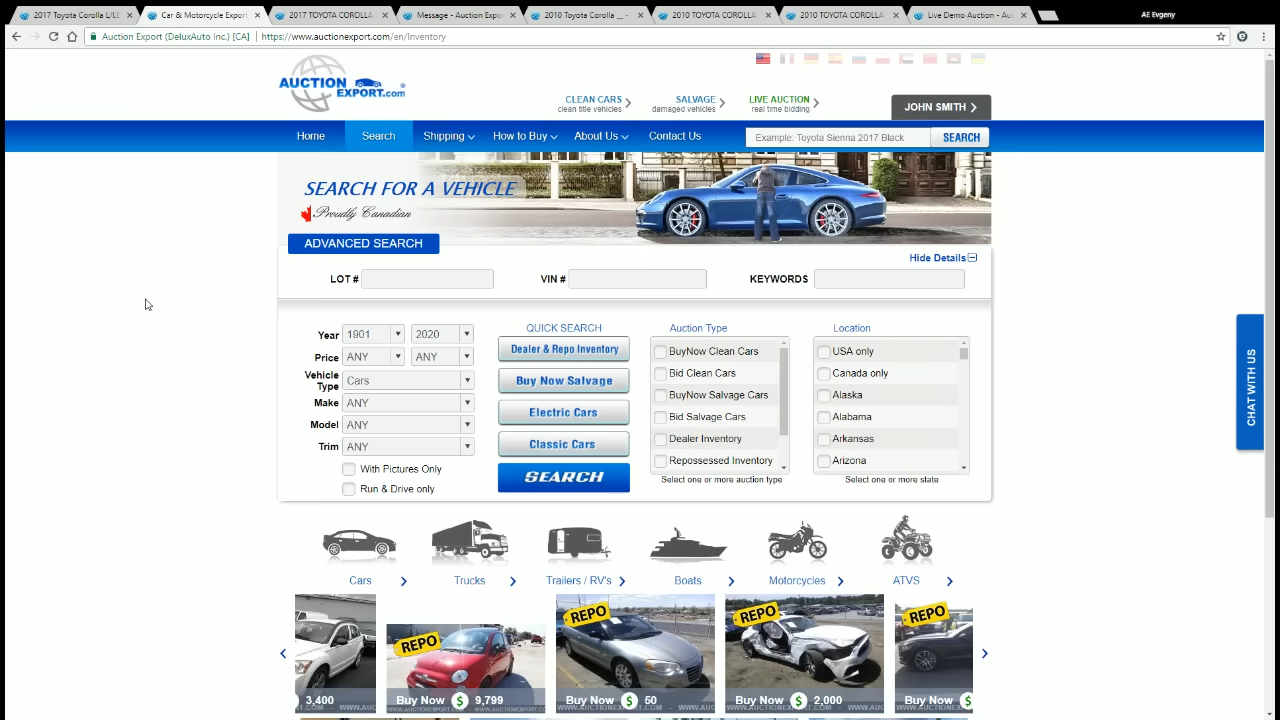 2017 TOYOTA COROLLA L/LE
Car & Motorcycle Export
2017 TOYOTA COROLLA
Message - Auction Expo
2010 Toyota Corolla __ -
2010 TOYOTA COROLLA
2010 TOYOTA COROLLA
Live Demo Auction - Au
AE Evgeny
Auction Export (DeluxAuto Inc.) [CA]
https://www.auctionexport.com/en/Inventory
AUCTION
EXPORT.com
CLEAN CARS
clean title vehicles
SALVAGE
damaged vehicles
LIVE AUCTION
real time bidding
JOHN SMITH
Home Search Shipping How to Buy About Us Contact Us
Example: Toyota Sienna 2017 Black
SEARCH
SEARCH FOR A VEHICLE
Proudly Canadian
ADVANCED SEARCH
Hide Details
LOT #
VIN #
KEYWORDS
Year 1901 2020
Price ANY ANY
Vehicle
Type Cars
Make ANY
Model ANY
Trim ANY
With Pictures Only
Run & Drive only
QUICK SEARCH
Dealer & Repo Inventory
Buy Now Salvage
Electric Cars
Classic Cars
SEARCH
Auction Type
BuyNow Clean Cars
Bid Clean Cars
BuyNow Salvage Cars
Bid Salvage Cars
Dealer Inventory
Repossessed Inventory
Select one or more auction type
Location
USA only
Canada only
Alaska
Alabama
Arkansas
Arizona
Select one or more state
CHAT WITH US
Cars
Trucks
Trailers / RV's
Boats
Motorcycles
ATVS
3,400
REPO
Buy Now $ 9,799
REPO
Buy Now $ 50
REPO
Buy Now $ 2,000
REPO
Buy Now $